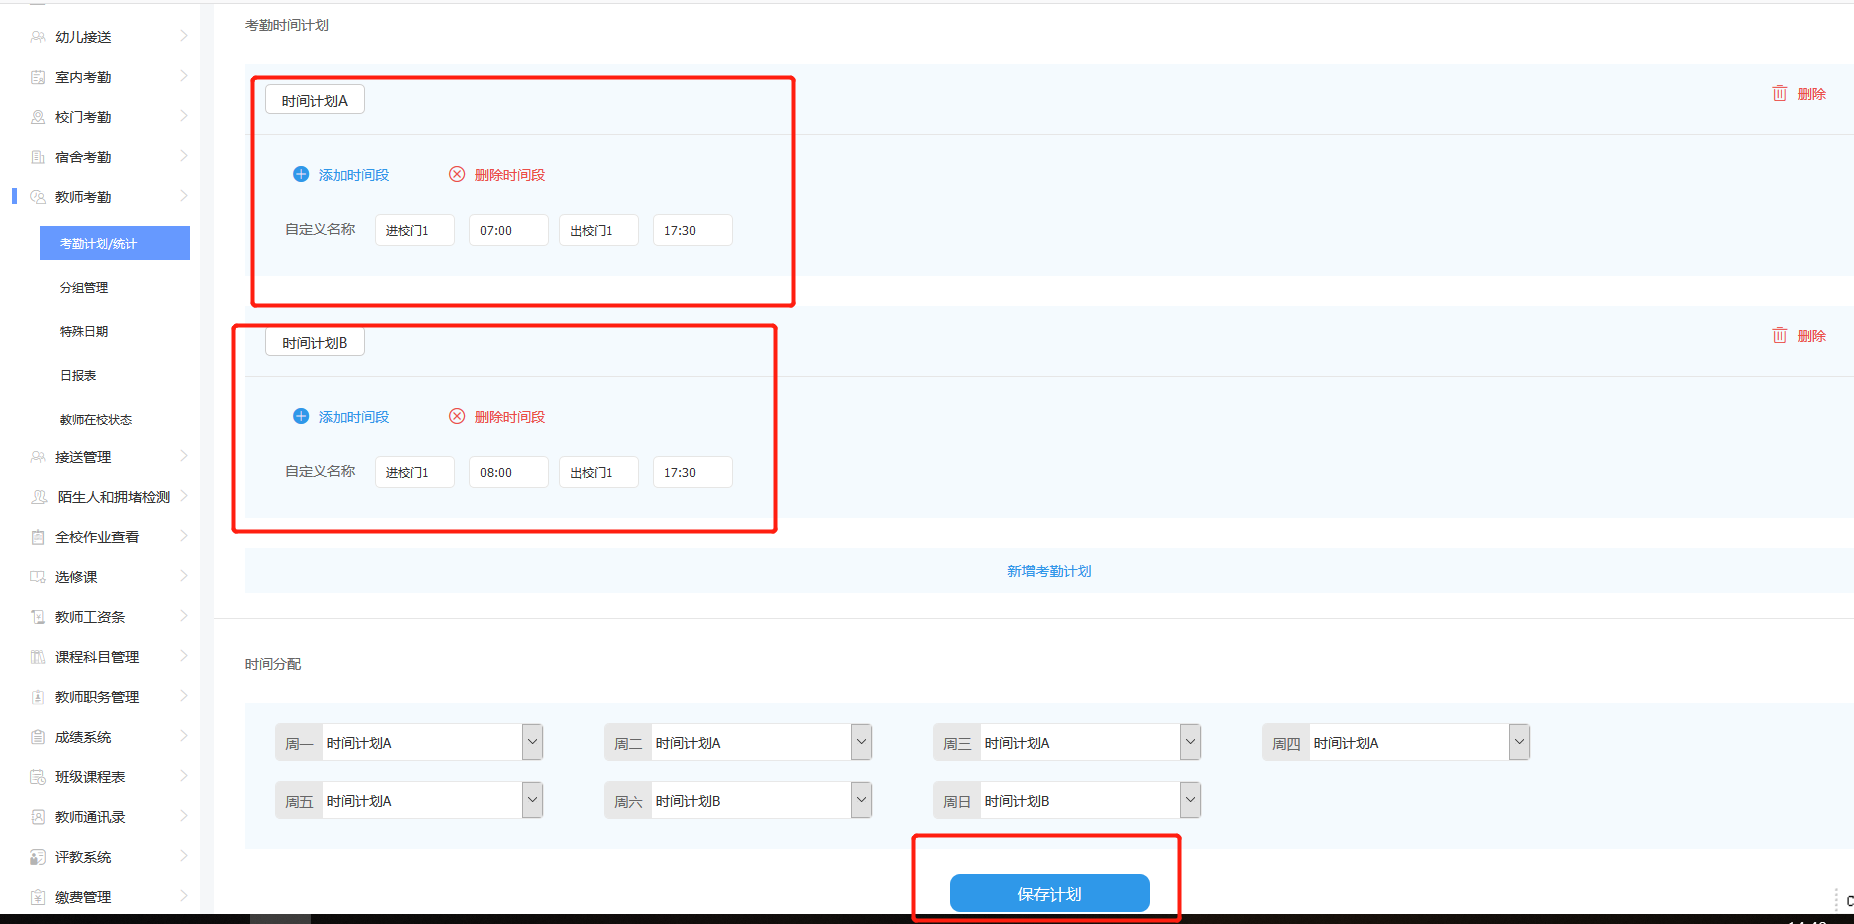 幼儿接送
室内考勤
校门考勤
宿舍考勤
教师考勤
考勤计划/统计
分组管理
特殊日期
日报表
教师在校状态
接送管理
陌生人和拥堵检测
全校作业查看
选修课
教师工资条
课程科目管理
教师职务管理
成绩系统
班级课程表
教师通讯录
评教系统
缴费管理
考勤时间计划
时间计划A
删除
添加时间段 删除时间段
自定义名称 进校门1 07:00 出校门1 17:30
时间计划B
删除
添加时间段 删除时间段
自定义名称 进校门1 08:00 出校门1 17:30
新增考勤计划
时间分配
周一 时间计划A 周二 时间计划A 周三 时间计划A 周四 时间计划A
周五 时间计划A 周六 时间计划B 周日 时间计划B
保存计划